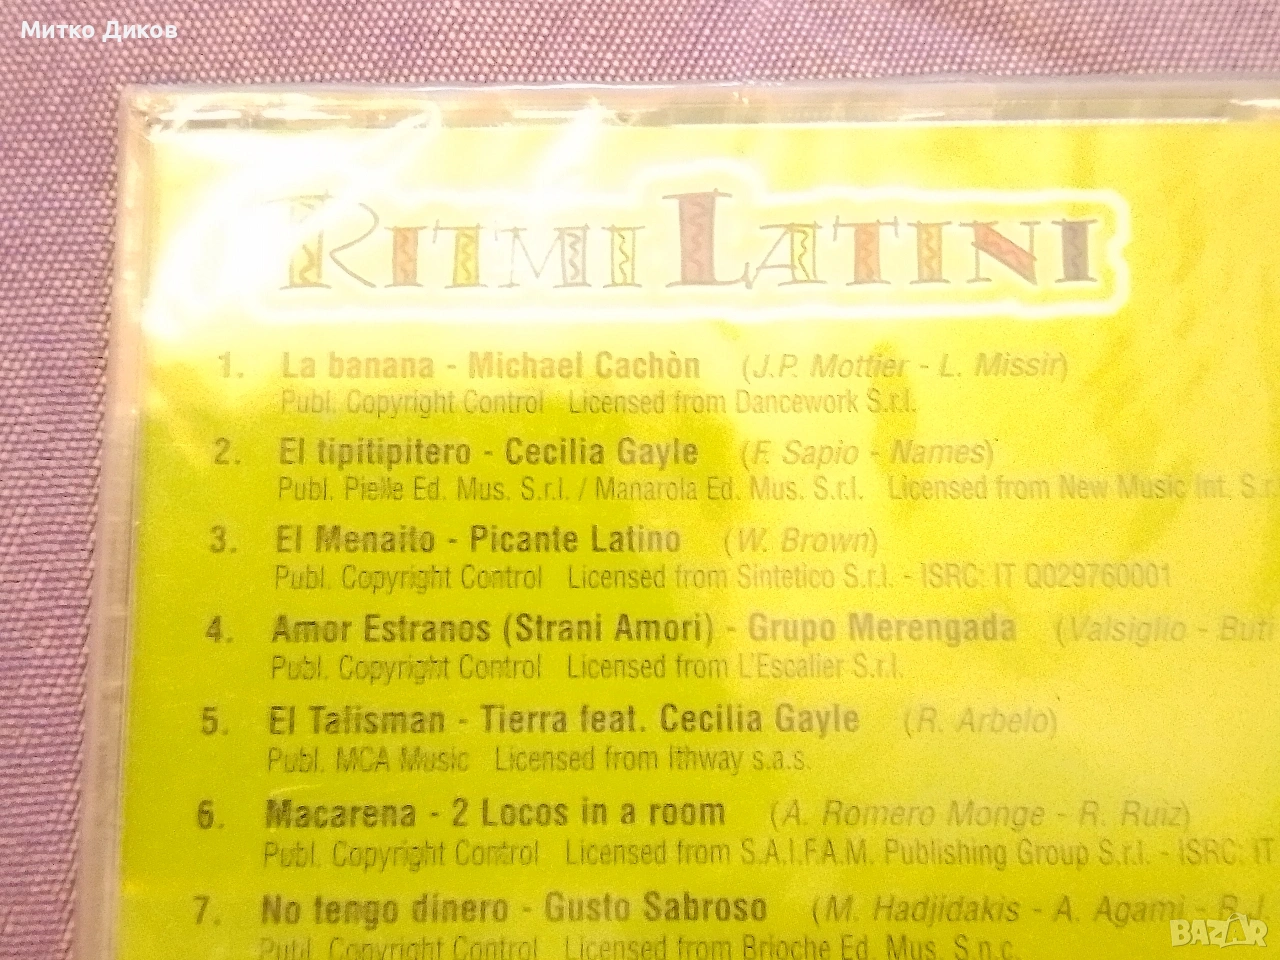 Митко Диков
RITMI LATINI
1. La banana - Michael Cachòn (J.P. Mottier - L. Missir)
Publ. Copyright Control Licensed from Dancework S.r.l.
2. El tipitipitero - Cecilia Gayle (F. Sapio - Names)
Publ. Pielle Ed. Mus. S.r.l. / Manarola Ed. Mus. S.r.l. Licensed from New Music Int. S.r
3. El Menaito - Picante Latino (W. Brown)
Publ. Copyright Control Licensed from Sintetico S.r.l. - ISRC: IT Q029760001
4. Amor Estranos (Strani Amori) - Grupo Merengada (Valsiglio - Buti
Publ. Copyright Control Licensed from L'Escalier S.r.l.
5. El Talisman - Tierra feat. Cecilia Gayle (R. Arbelo)
Publ. MCA Music Licensed from Ithway s.a.s.
6. Macarena - 2 Locos in a room (A. Romero Monge - R. Ruiz)
Publ. Copyright Control Licensed from S.A.I.F.A.M. Publishing Group S.r.l. - ISRC: IT
7. No tengo dinero - Gusto Sabroso (M. Hadjidakis - A. Agami - B.
Publ. Copyright Control Licensed from Brioche Ed. Mus. S.n.c.
BAZAR